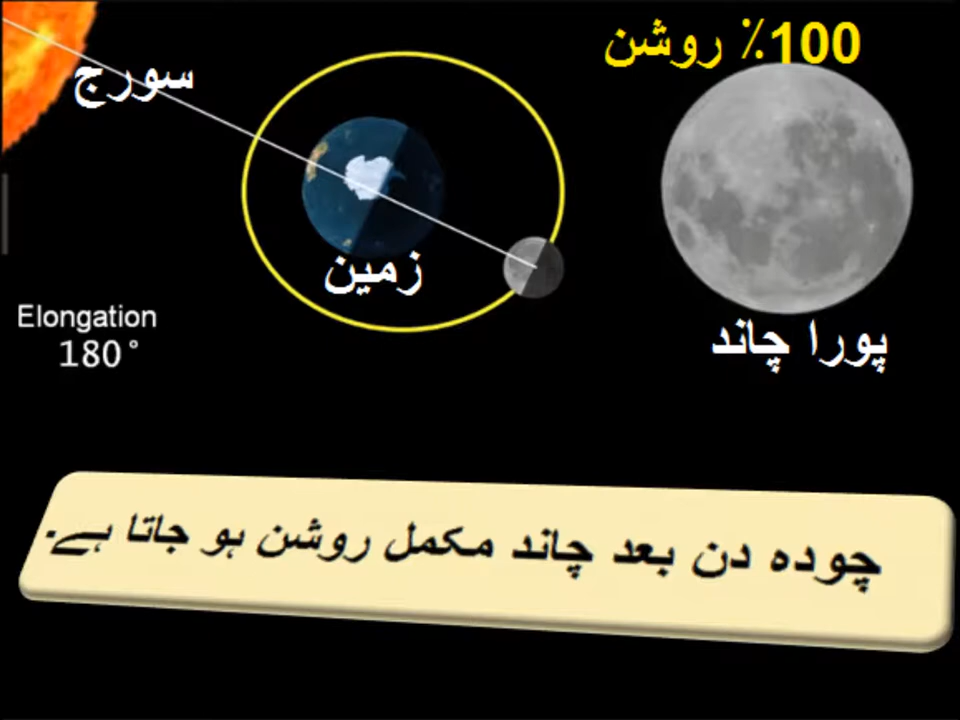 100٪ روشن
سورج
زمین
Elongation
180°
پورا چاند
چودہ دن بعد چاند مکمل روشن ہو جاتا ہے۔